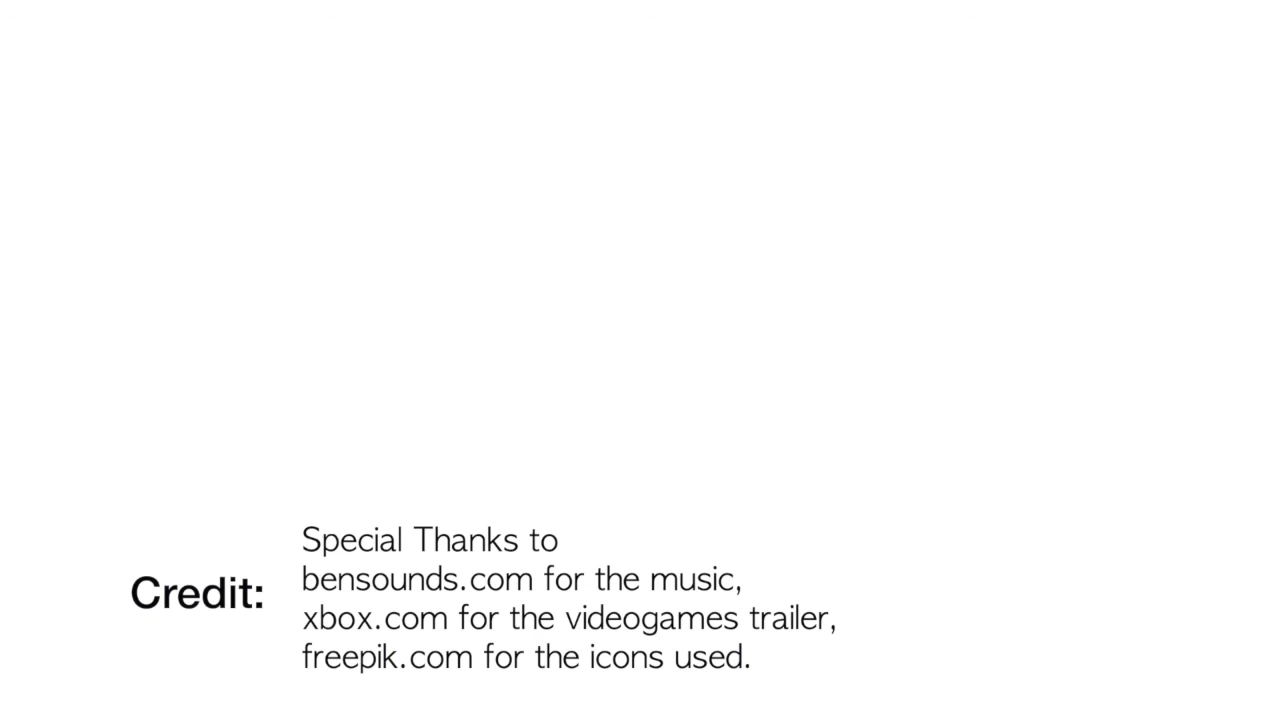 Special Thanks to
bensounds.com for the music,
Credit:
xbox.com for the videogames trailer,
freepik.com for the icons used.